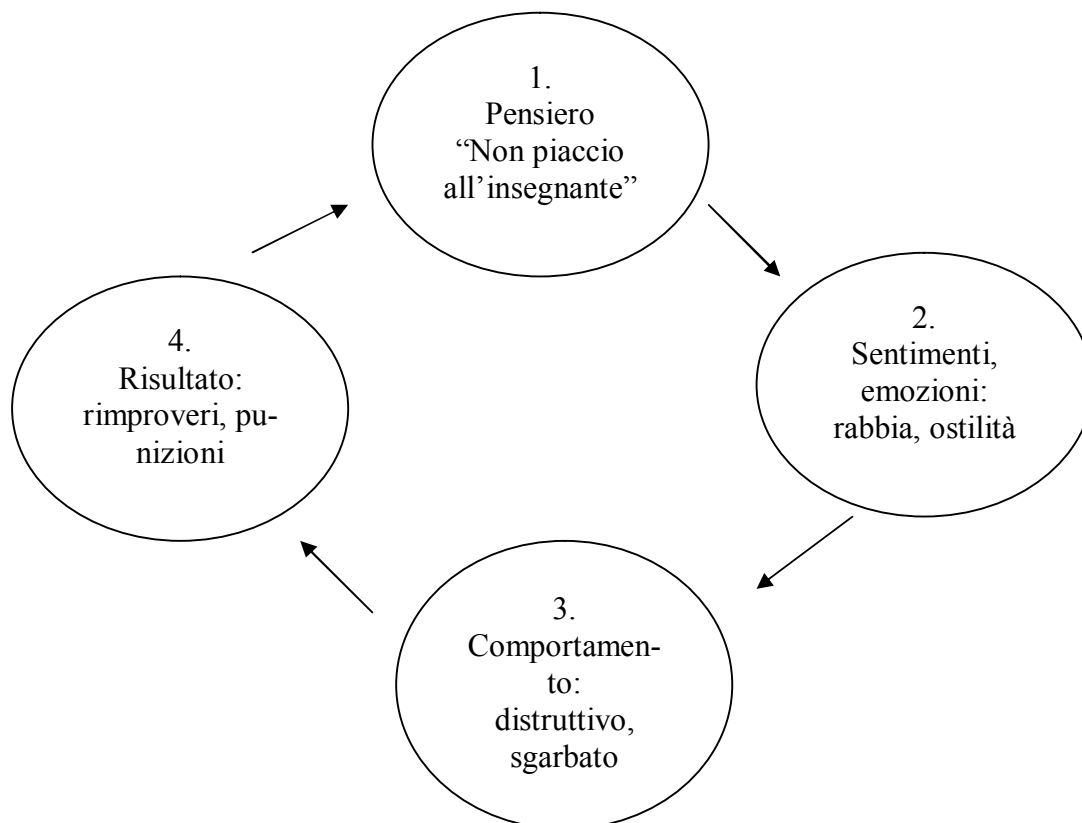 1.
Pensiero
“Non piaccio
all’insegnante”
2.
Sentimenti,
emozioni:
rabbia, ostilità
3.
Comportamen-
to:
distruttivo,
sgarbato
4.
Risultato:
rimproveri, pu-
nizioni